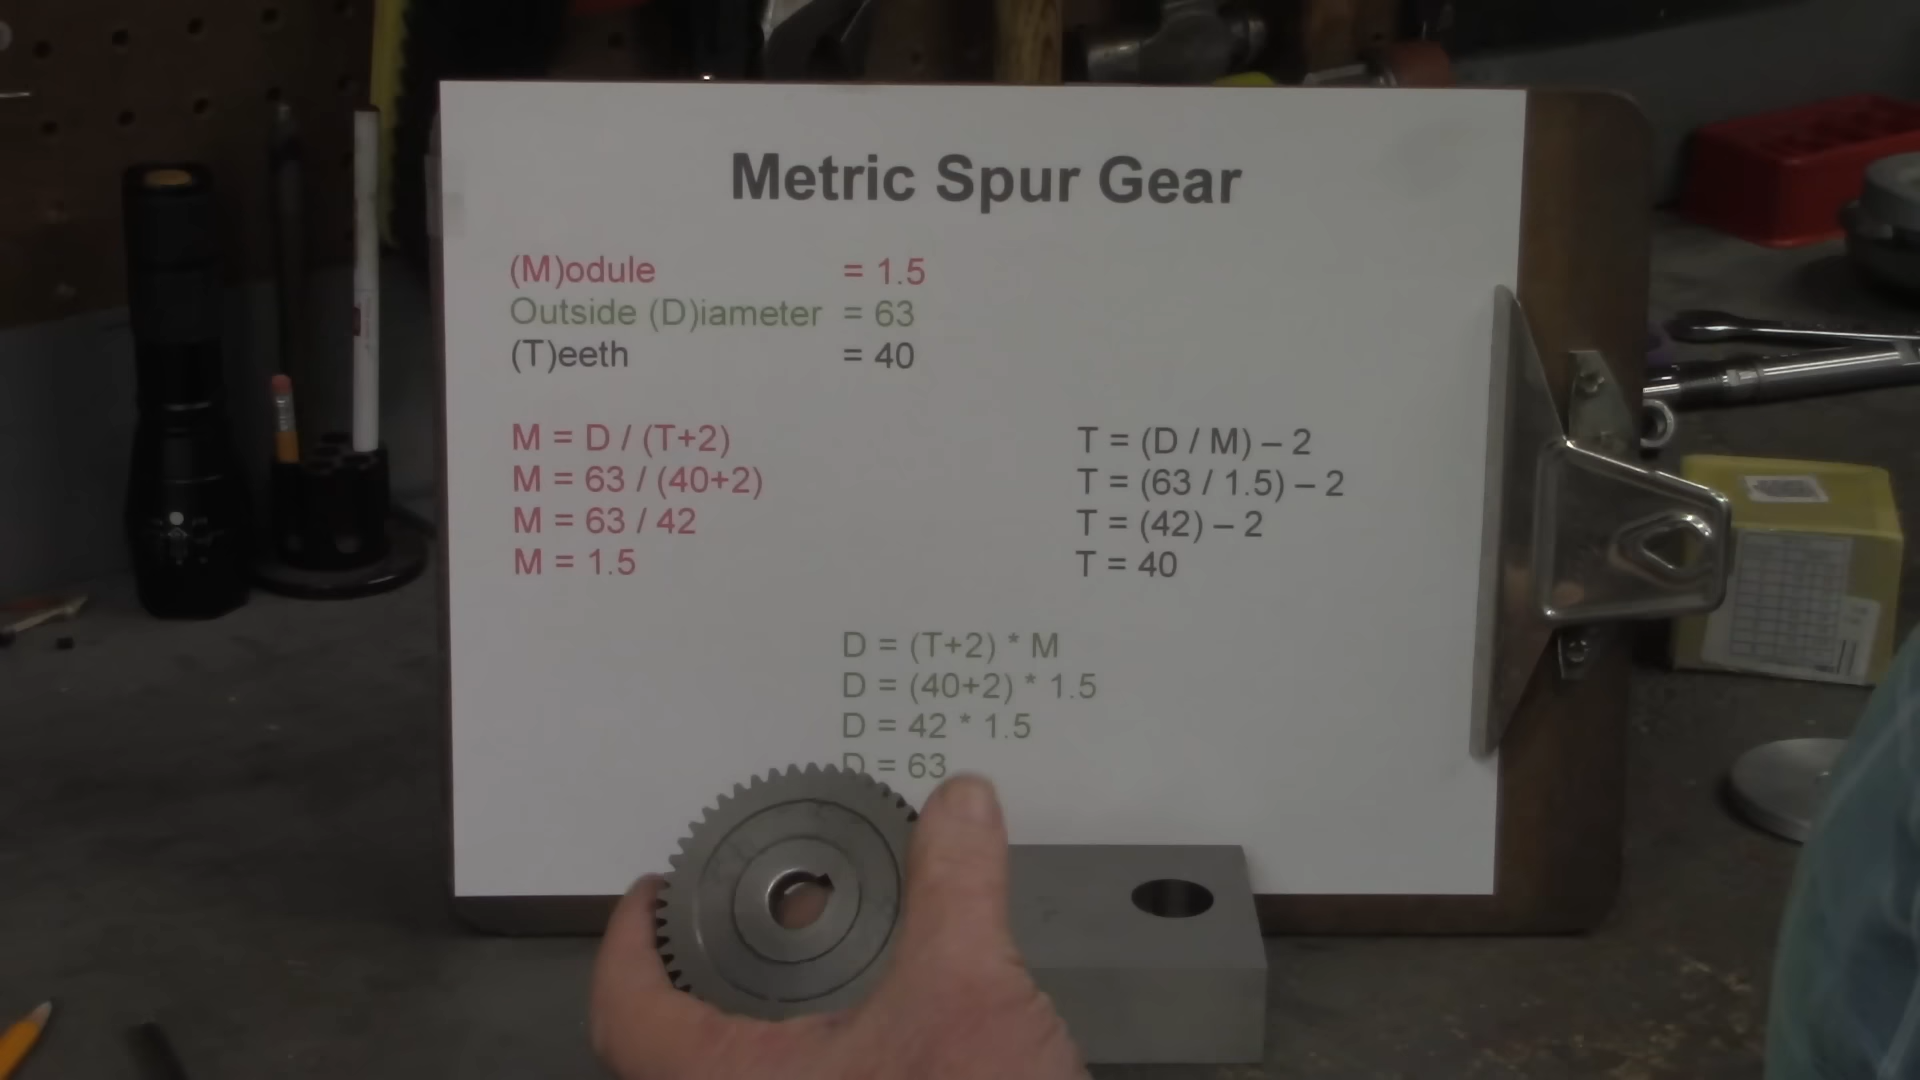 Metric Spur Gear
(M)odule = 1.5
Outside (D)iameter = 63
(T)eeth = 40
M = D / (T+2)
M = 63 / (40+2)
M = 63 / 42
M = 1.5
T = (D / M) – 2
T = (63 / 1.5) – 2
T = (42) – 2
T = 40
D = (T+2) * M
D = (40+2) * 1.5
D = 42 * 1.5
D = 63